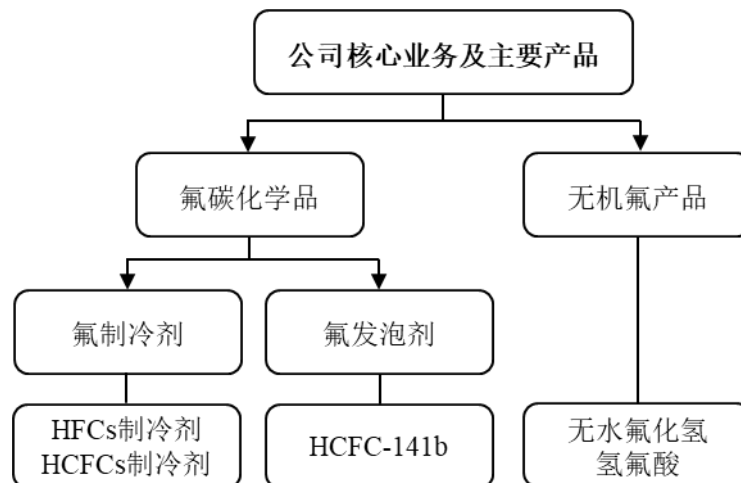 公司核心业务及主要产品
氟碳化学品
无机氟产品
氟制冷剂
氟发泡剂
HFCs制冷剂
HCFCs制冷剂
HCFC-141b
无水氟化氢
氢氟酸